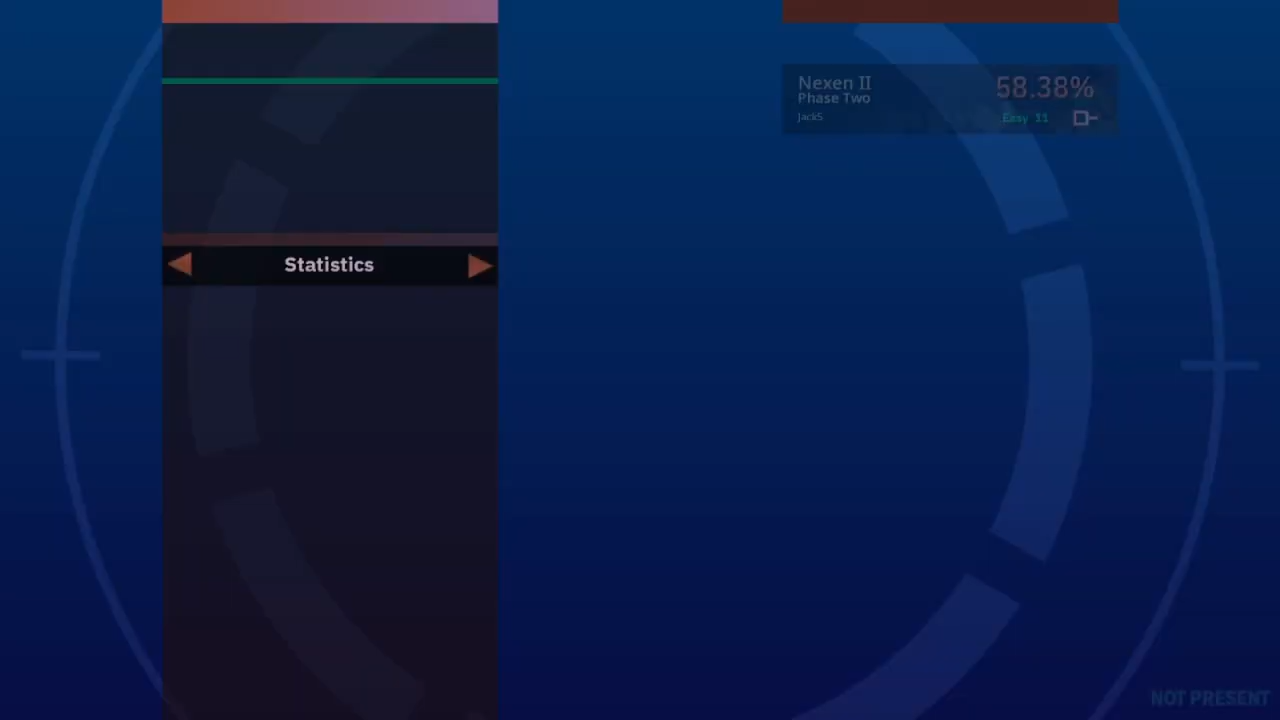 Statistics
Nexen II
Phase Two
JackS
58.38%
Easy 11
NOT PRESENT